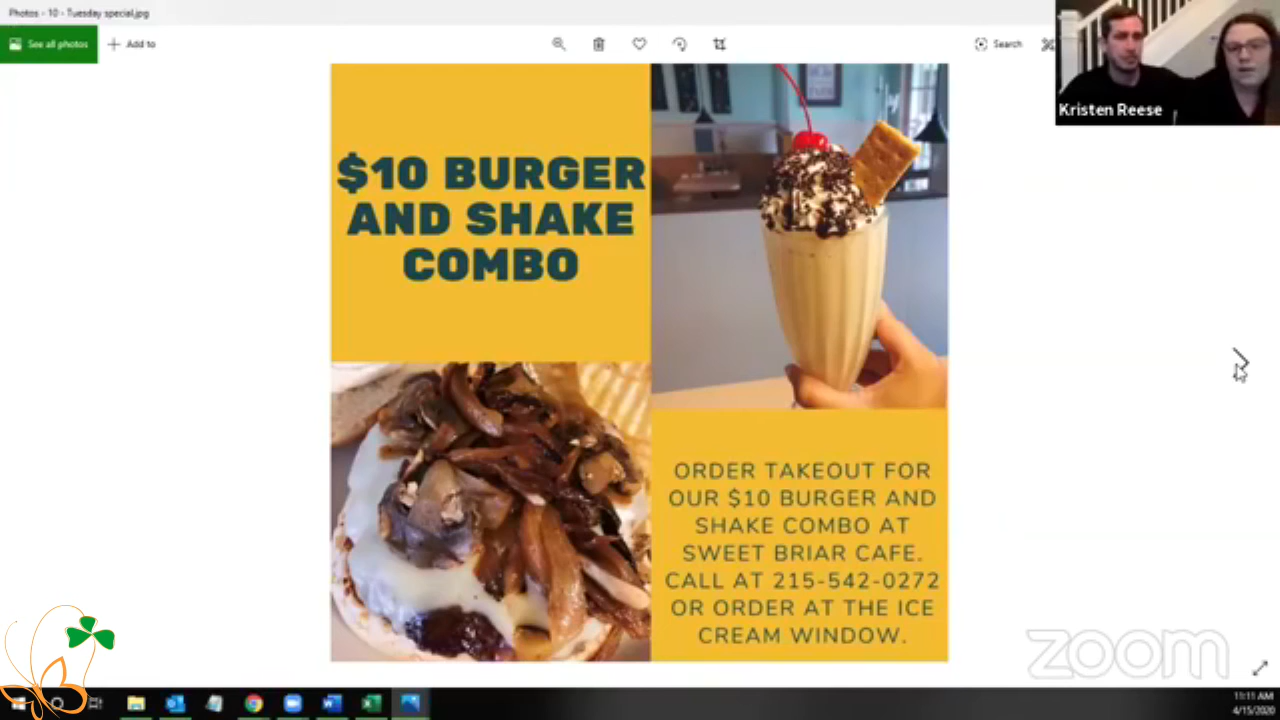 Photos - 10 - Tuesday special.jpg
See all photos
Add to
Search
Kristen Reese
$10 BURGER
AND SHAKE
COMBO
ORDER TAKEOUT FOR
OUR $10 BURGER AND
SHAKE COMBO AT
SWEET BRIAR CAFE.
CALL AT 215-542-0272
OR ORDER AT THE ICE
CREAM WINDOW.
zoom
11:11 AM
4/15/2020